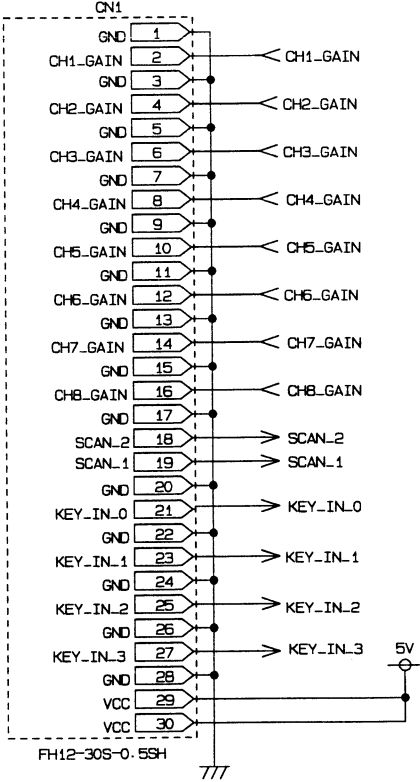 CN1
GND 1
CH1_GAIN 2 CH1_GAIN
GND 3
CH2_GAIN 4 CH2_GAIN
GND 5
CH3_GAIN 6 CH3_GAIN
GND 7
CH4_GAIN 8 CH4_GAIN
GND 9
CH5_GAIN 10 CH5_GAIN
GND 11
CH6_GAIN 12 CH6_GAIN
GND 13
CH7_GAIN 14 CH7_GAIN
GND 15
CH8_GAIN 16 CH8_GAIN
GND 17
SCAN_2 18 SCAN_2
SCAN_1 19 SCAN_1
GND 20
KEY_IN_0 21 KEY_IN_0
GND 22
KEY_IN_1 23 KEY_IN_1
GND 24
KEY_IN_2 25 KEY_IN_2
GND 26
KEY_IN_3 27 KEY_IN_3 5V
GND 28
VCC 29
VCC 30
FH12-30S-0.5SH